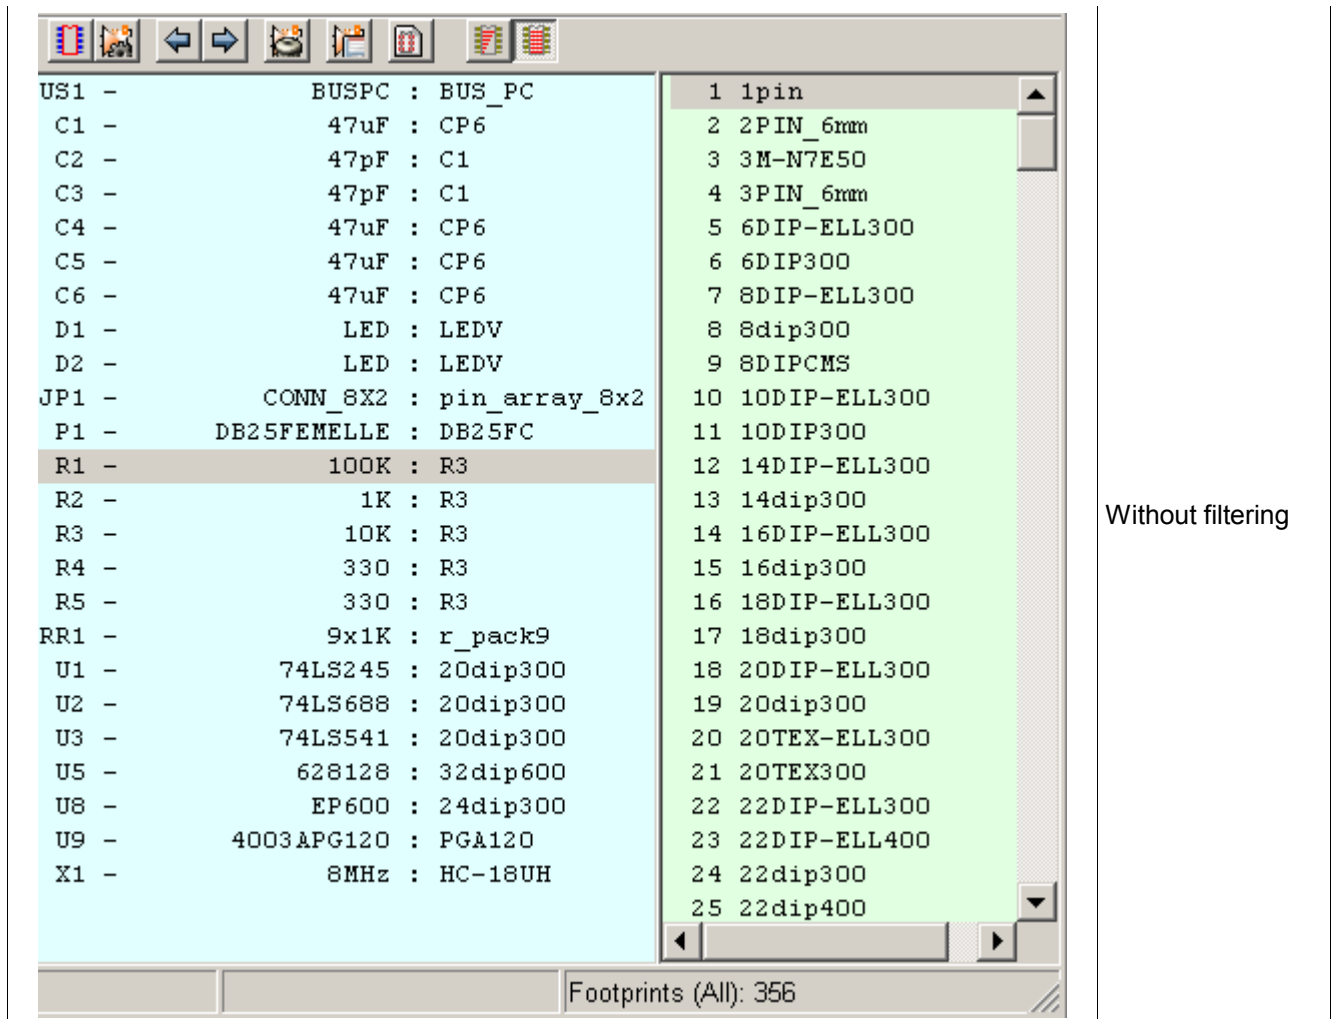 US1 - BUSPC : BUS_PC
C1 - 47uF : CP6
C2 - 47pF : C1
C3 - 47pF : C1
C4 - 47uF : CP6
C5 - 47uF : CP6
C6 - 47uF : CP6
D1 - LED : LEDV
D2 - LED : LEDV
JP1 - CONN_8X2 : pin_array_8x2
P1 - DB25FEMELLE : DB25FC
R1 - 100K : R3
R2 - 1K : R3
R3 - 10K : R3
R4 - 330 : R3
R5 - 330 : R3
RR1 - 9x1K : r_pack9
U1 - 74LS245 : 20dip300
U2 - 74LS688 : 20dip300
U3 - 74LS541 : 20dip300
U5 - 628128 : 32dip600
U8 - EP600 : 24dip300
U9 - 4003APG120 : PGA120
X1 - 8MHz : HC-18UH
1 1pin
2 2PIN_6mm
3 3M-N7E50
4 3PIN_6mm
5 6DIP-ELL300
6 6DIP300
7 8DIP-ELL300
8 8dip300
9 8DIPCMS
10 10DIP-ELL300
11 10DIP300
12 14DIP-ELL300
13 14dip300
14 16DIP-ELL300
15 16dip300
16 18DIP-ELL300
17 18dip300
18 20DIP-ELL300
19 20dip300
20 20TEX-ELL300
21 20TEX300
22 22DIP-ELL300
23 22DIP-ELL400
24 22dip300
25 22dip400
Footprints (All): 356
Without filtering